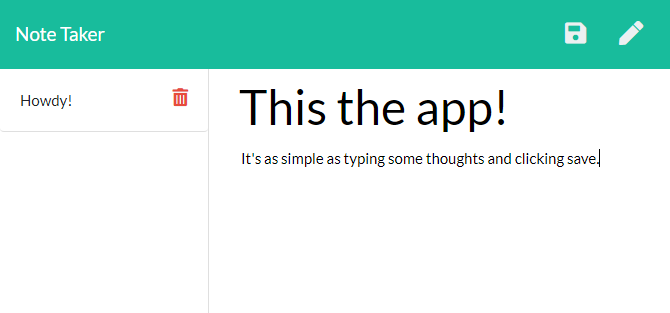 Note Taker
Howdy!
This the app!
It's as simple as typing some thoughts and clicking save.